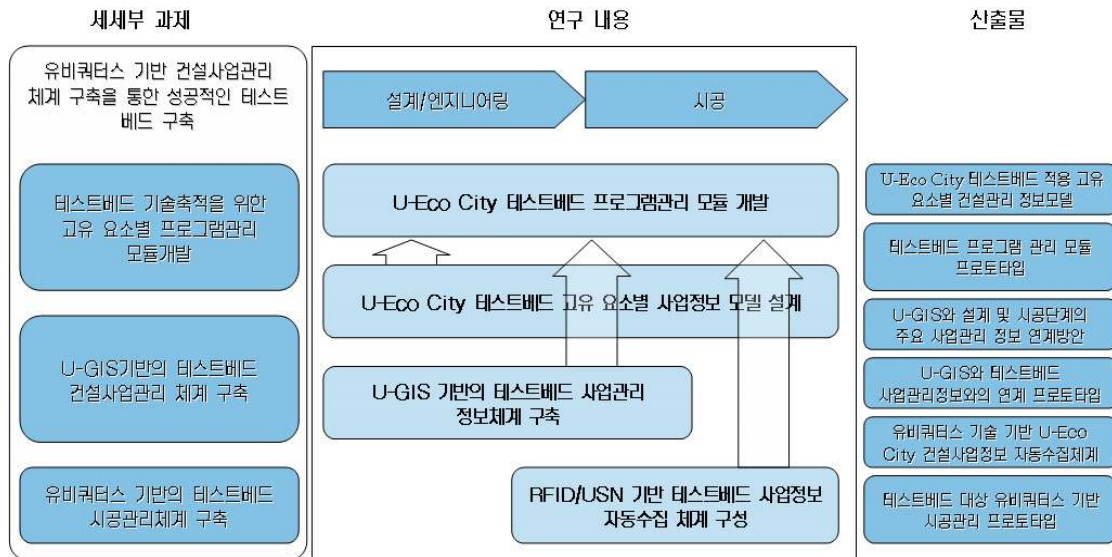 세세부 과제
연구 내용
산출물
유비쿼터스 기반 건설사업관리
체계 구축을 통한 성공적인 테스트
베드 구축
테스트베드 기술축적을 위한
고유 요소별 프로그램관리
모듈개발
U-GIS기반의 테스트베드
건설사업관리 체계 구축
유비쿼터스 기반의 테스트베드
시공관리체계 구축
설계/엔지니어링
시공
U-Eco City 테스트베드 프로그램관리 모듈 개발
U-Eco City 테스트베드 고유 요소별 사업정보 모델 설계
U-GIS 기반의 테스트베드 사업관리
정보체계 구축
RFID/USN 기반 테스트베드 사업정보
자동수집 체계 구성
U-Eco City 테스트베드 적용 고유
요소별 건설관리 정보모델
테스트베드 프로그램 관리 모듈
프로토타입
U-GIS와 설계 및 시공단계의
주요 사업관리 정보 연계방안
U-GIS와 테스트베드
사업관리정보와의 연계 프로토타입
유비쿼터스 기술 기반 U-Eco
City 건설사업정보 자동수집체계
테스트베드 대상 유비쿼터스 기반
시공관리 프로토타입